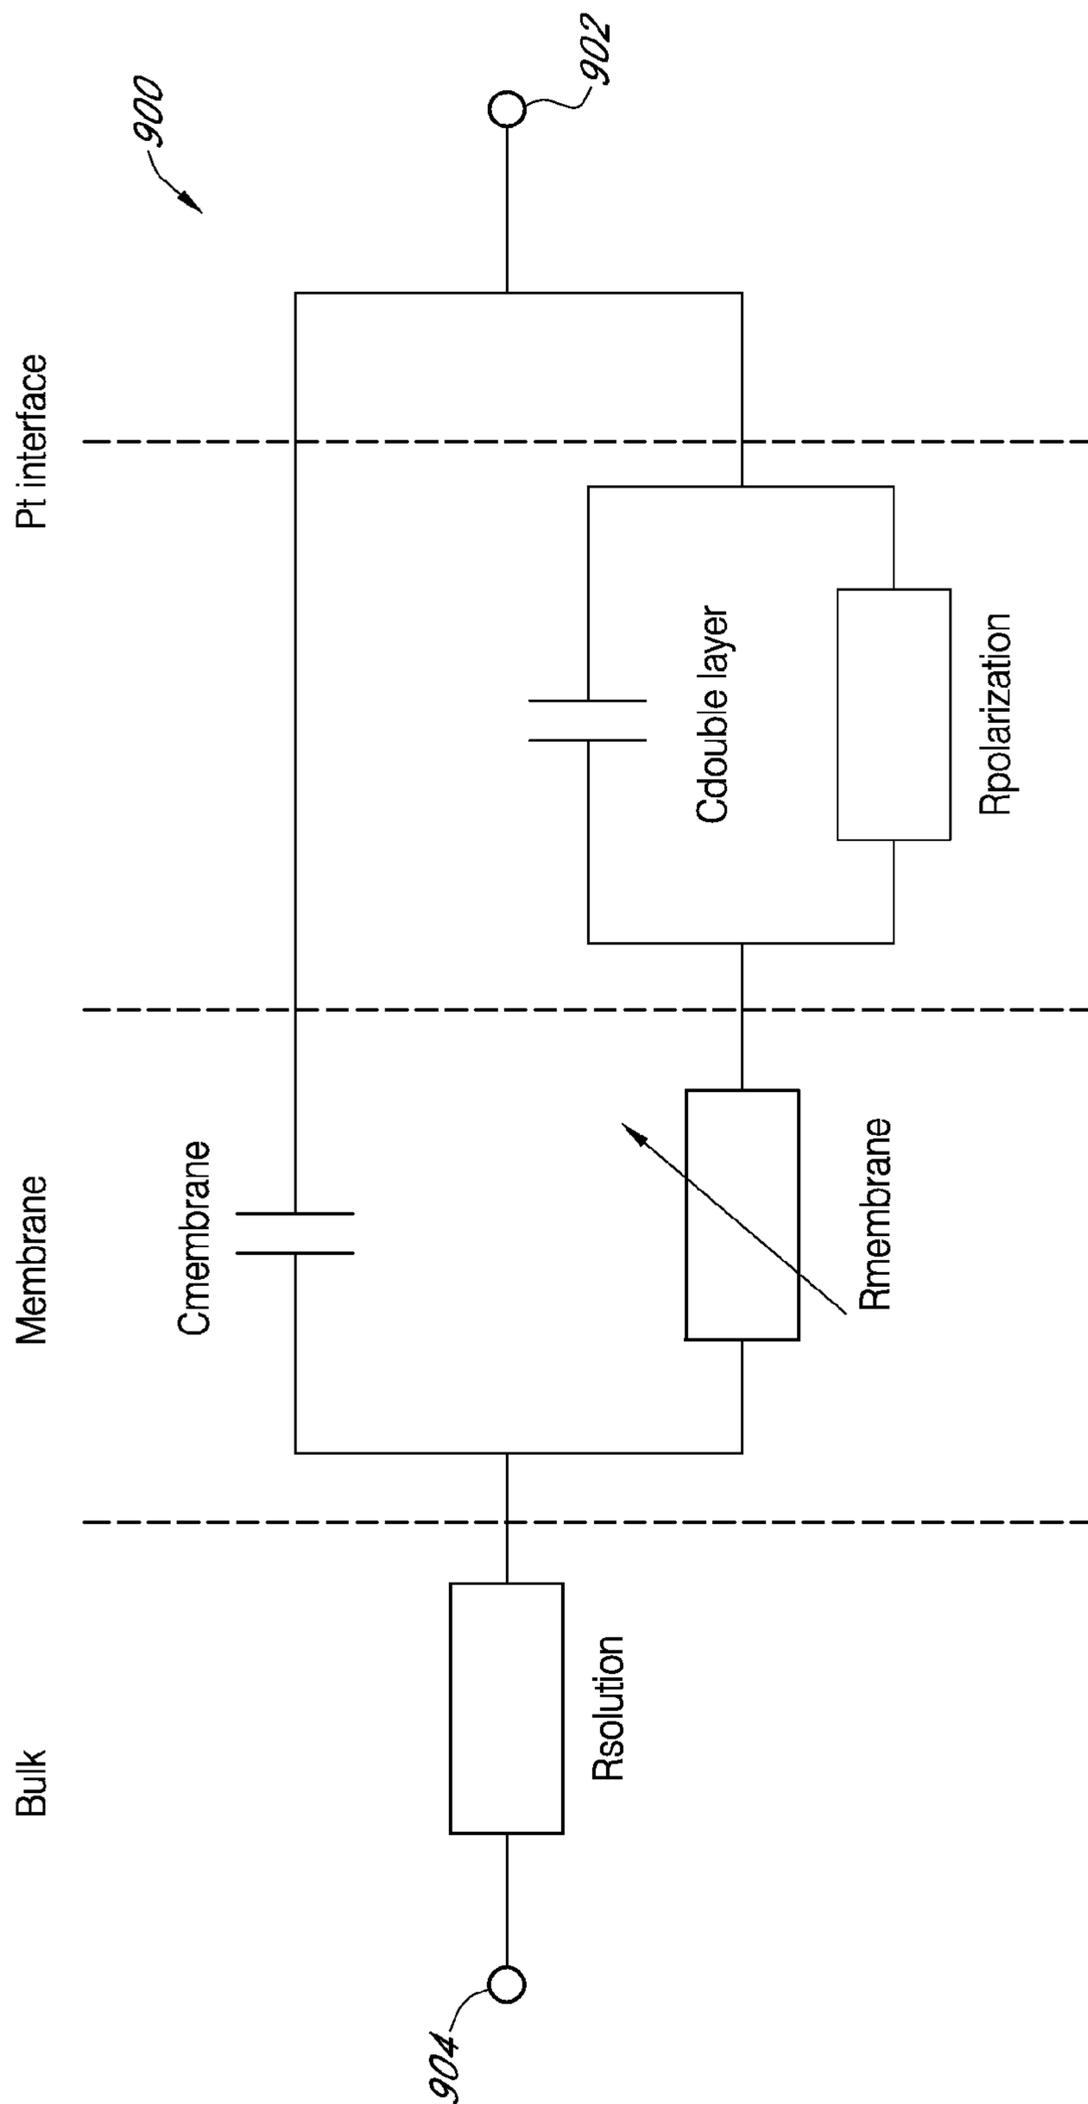 900
902
Bulk
Membrane
Pt interface
Cmembrane
Cdouble layer
Rsolution
Rmembrane
Rpolarization
904